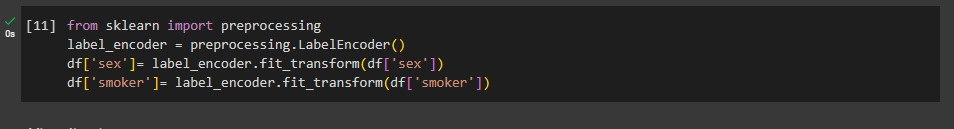 [11] from sklearn import preprocessing
label_encoder = preprocessing.LabelEncoder()
df['sex']= label_encoder.fit_transform(df['sex'])
df['smoker']= label_encoder.fit_transform(df['smoker'])
0s